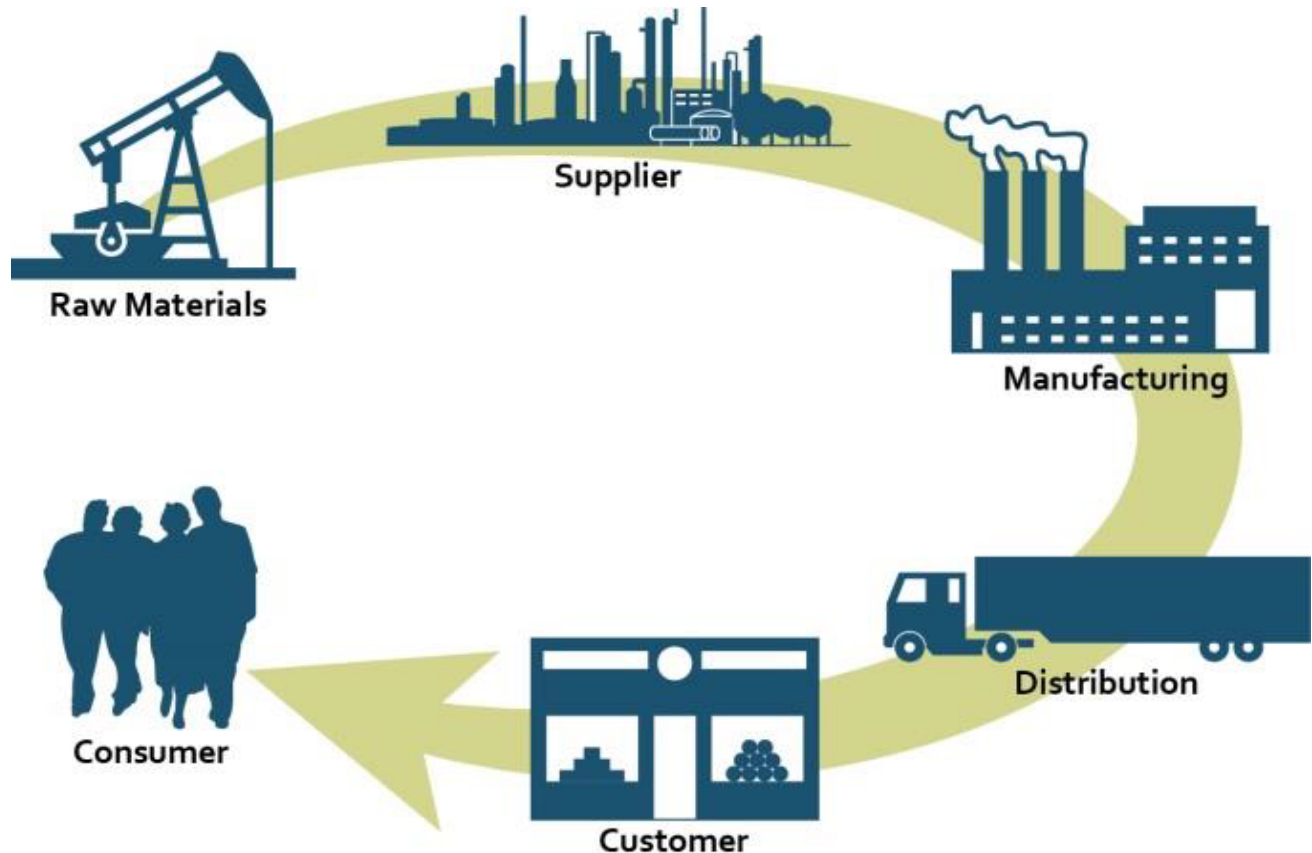 Raw Materials
Supplier
Manufacturing
Distribution
Customer
Consumer